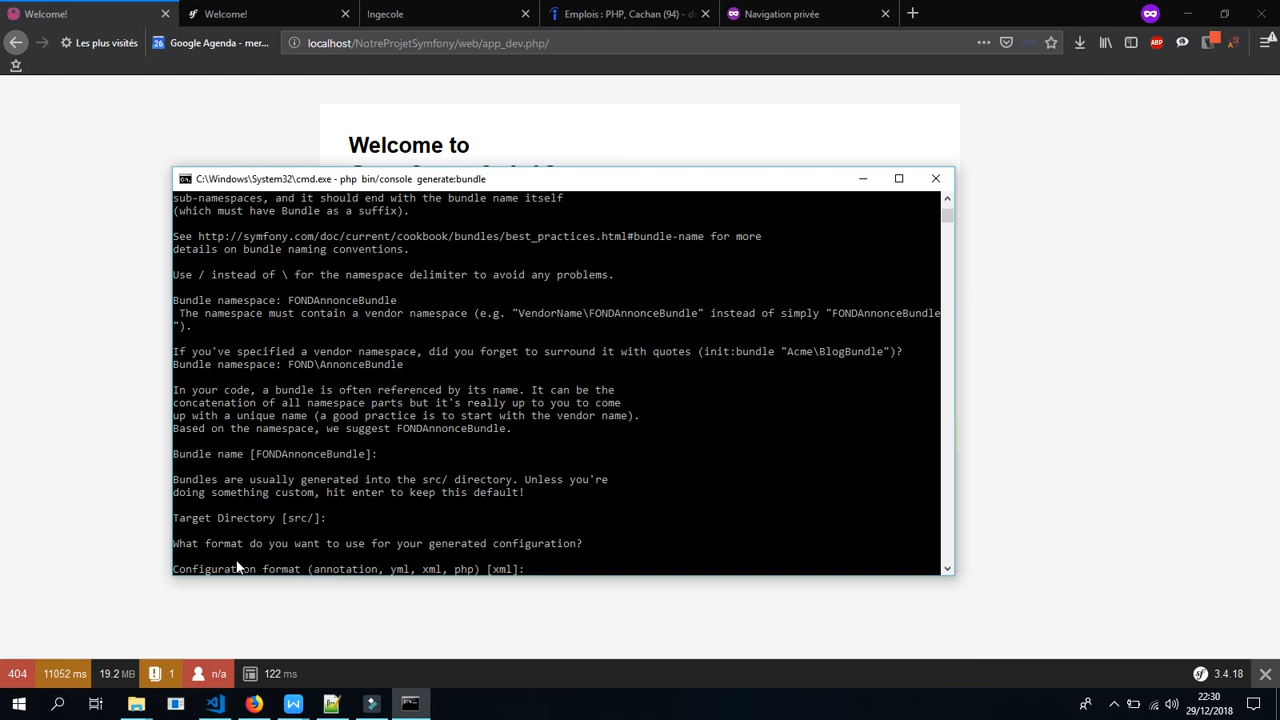 Welcome!
Welcome!
Ingecole
Emplois : PHP, Cachan (94) - d
Navigation privée
Les plus visités
26
Google Agenda - mer...
localhost/NotreProjetSymfony/web/app_dev.php/
ABP
Welcome to
C:\Windows\System32\cmd.exe - php bin/console generate:bundle
sub-namespaces, and it should end with the bundle name itself
(which must have Bundle as a suffix).
See http://symfony.com/doc/current/cookbook/bundles/best_practices.html#bundle-name for more
details on bundle naming conventions.
Use / instead of \ for the namespace delimiter to avoid any problems.
Bundle namespace: FONDAnnonceBundle
The namespace must contain a vendor namespace (e.g. "VendorName\FONDAnnonceBundle" instead of simply "FONDAnnonceBundle
").
If you've specified a vendor namespace, did you forget to surround it with quotes (init:bundle "Acme\BlogBundle")?
Bundle namespace: FOND\AnnonceBundle
In your code, a bundle is often referenced by its name. It can be the
concatenation of all namespace parts but it's really up to you to come
up with a unique name (a good practice is to start with the vendor name).
Based on the namespace, we suggest FONDAnnonceBundle.
Bundle name [FONDAnnonceBundle]:
Bundles are usually generated into the src/ directory. Unless you're
doing something custom, hit enter to keep this default!
Target Directory [src/]:
What format do you want to use for your generated configuration?
Configuration format (annotation, yml, xml, php) [xml]:
404
11052 ms
19.2 MB
1
n/a
122 ms
3.4.18
22:30
29/12/2018